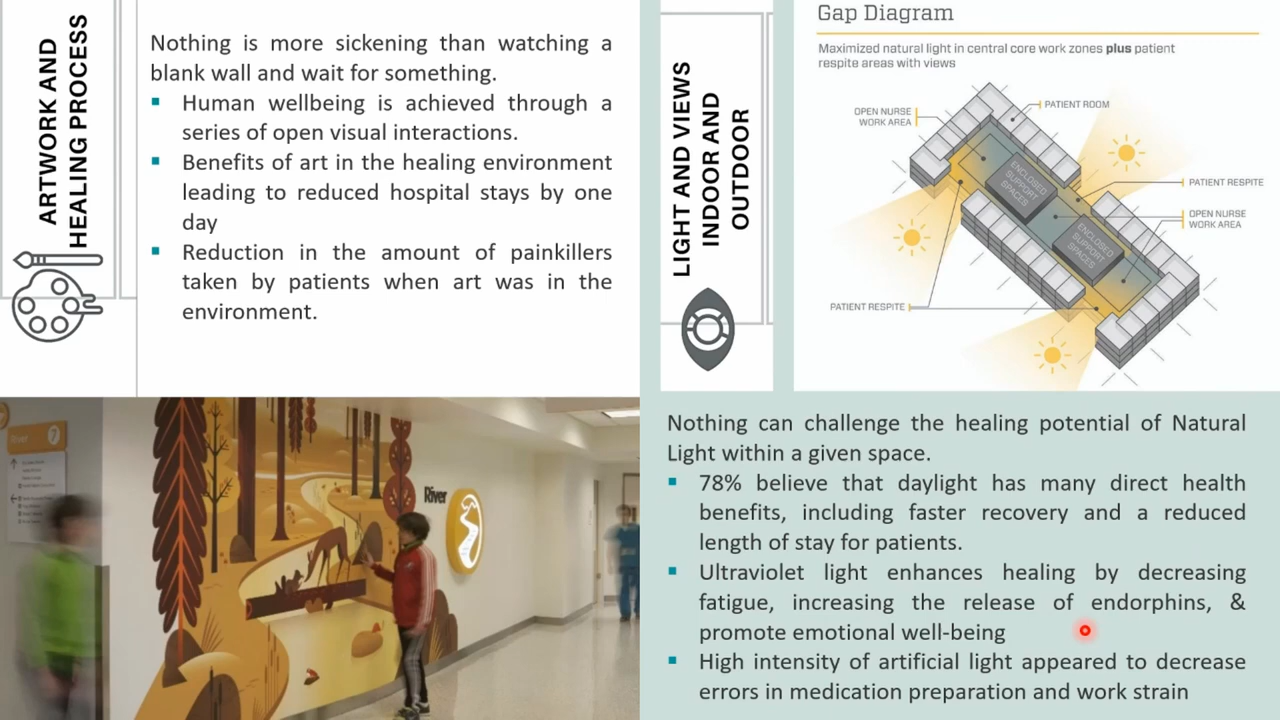 ARTWORK AND
HEALING PROCESS
Nothing is more sickening than watching a
blank wall and wait for something.
▪ Human wellbeing is achieved through a
series of open visual interactions.
▪ Benefits of art in the healing environment
leading to reduced hospital stays by one
day
▪ Reduction in the amount of painkillers
taken by patients when art was in the
environment.
7
River
LIGHT AND VIEWS
INDOOR AND
OUTDOOR
Gap Diagram
Maximized natural light in central core work zones plus patient
respite areas with views
OPEN NURSE
WORK AREA
PATIENT ROOM
ENCLOSED
SUPPORT
SPACES
PATIENT RESPITE
OPEN NURSE
WORK AREA
ENCLOSED
SUPPORT
SPACES
PATIENT RESPITE
Nothing can challenge the healing potential of Natural
Light within a given space.
▪ 78% believe that daylight has many direct health
benefits, including faster recovery and a reduced
length of stay for patients.
▪ Ultraviolet light enhances healing by decreasing
fatigue, increasing the release of endorphins, &
promote emotional well-being
▪ High intensity of artificial light appeared to decrease
errors in medication preparation and work strain